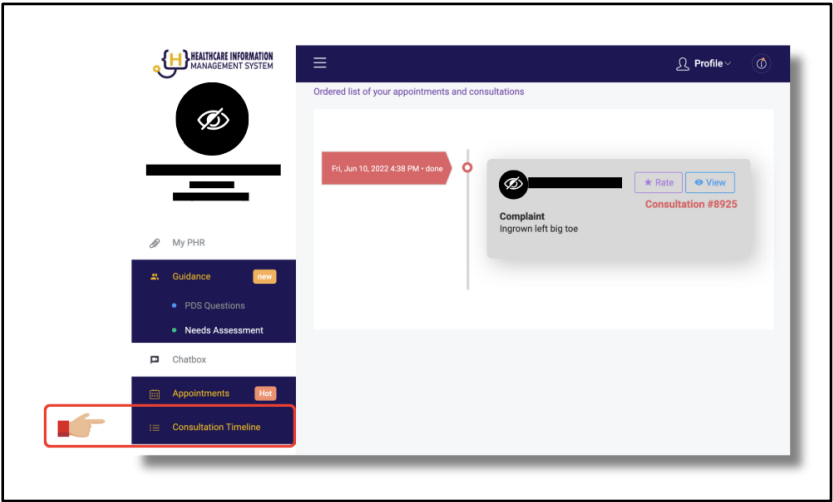 {H} HEALTHCARE INFORMATION
MANAGEMENT SYSTEM
My PHR
Guidance new
PDS Questions
Needs Assessment
Chatbox
Appointments Hot
Consultation Timeline
Profile
Ordered list of your appointments and consultations
Fri, Jun 10, 2022 4:38 PM - done
Rate View
Consultation #8925
Complaint
Ingrown left big toe